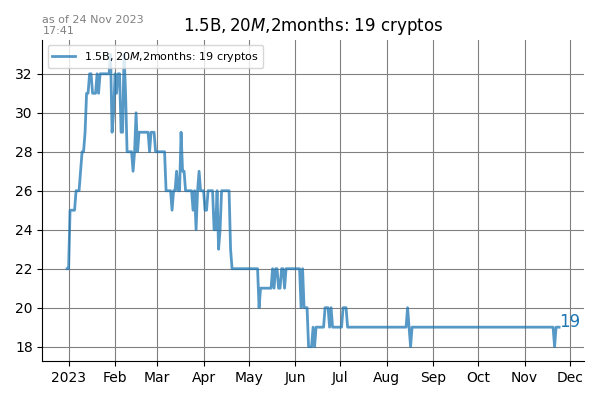 as of 24 Nov 2023
17:41
1.5B, 20M,2months: 19 cryptos
1.5B, 20M,2months: 19 cryptos
32
30
28
26
24
22
20
18
19
2023 Feb Mar Apr May Jun Jul Aug Sep Oct Nov Dec